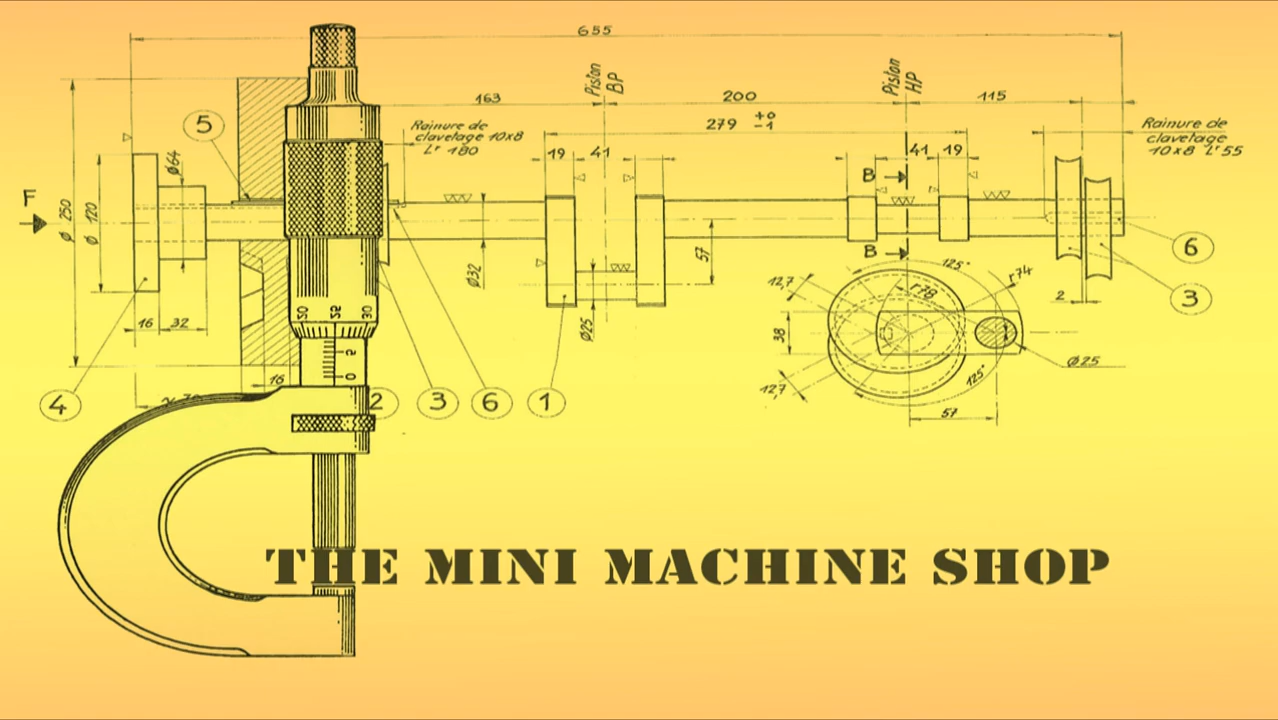 655
Piston
BP
Piston
HP
163
200
115
279 +0 -1
Rainure de
clavetage 10x8
Lr 180
Rainure de
clavetage
10x8 Lr 55
5
19
41
41
19
ø64
B
B
F
ø 250
ø 120
ø32
57
6
3
2
16
32
ø25
125°
r74
r78
12,7
38
12,7
ø25
125°
57
20
25
30
5
0
16
4
2
3
6
1
THE MINI MACHINE SHOP